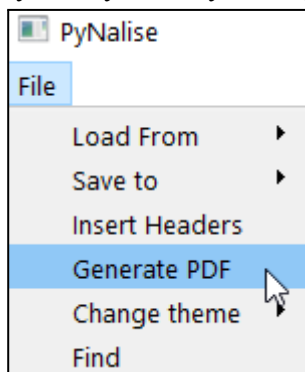 PyNalise
File
Load From
Save to
Insert Headers
Generate PDF
Change theme
Find